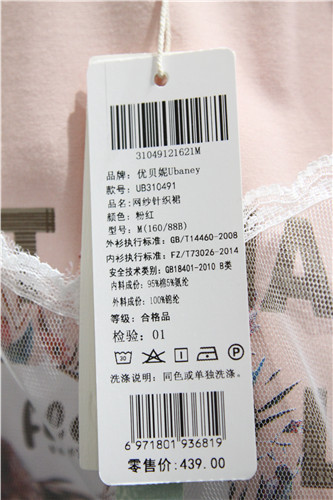 31049121621M
品牌：优贝妮Ubaney
款号：UB310491
品名：网纱针织裙
颜色：粉红
型号：M(160/88B)
外衫执行标准：GB/T14460-2008
内衫执行标准：FZ/T73026-2014
安全技术类别：GB18401-2010 B类
内料成份：95%棉5%氨纶
外料成份：100%锦纶
等级：合格品
检验：01
洗涤说明：同色或单独洗涤。
6 971801 936819
零售价：439.00